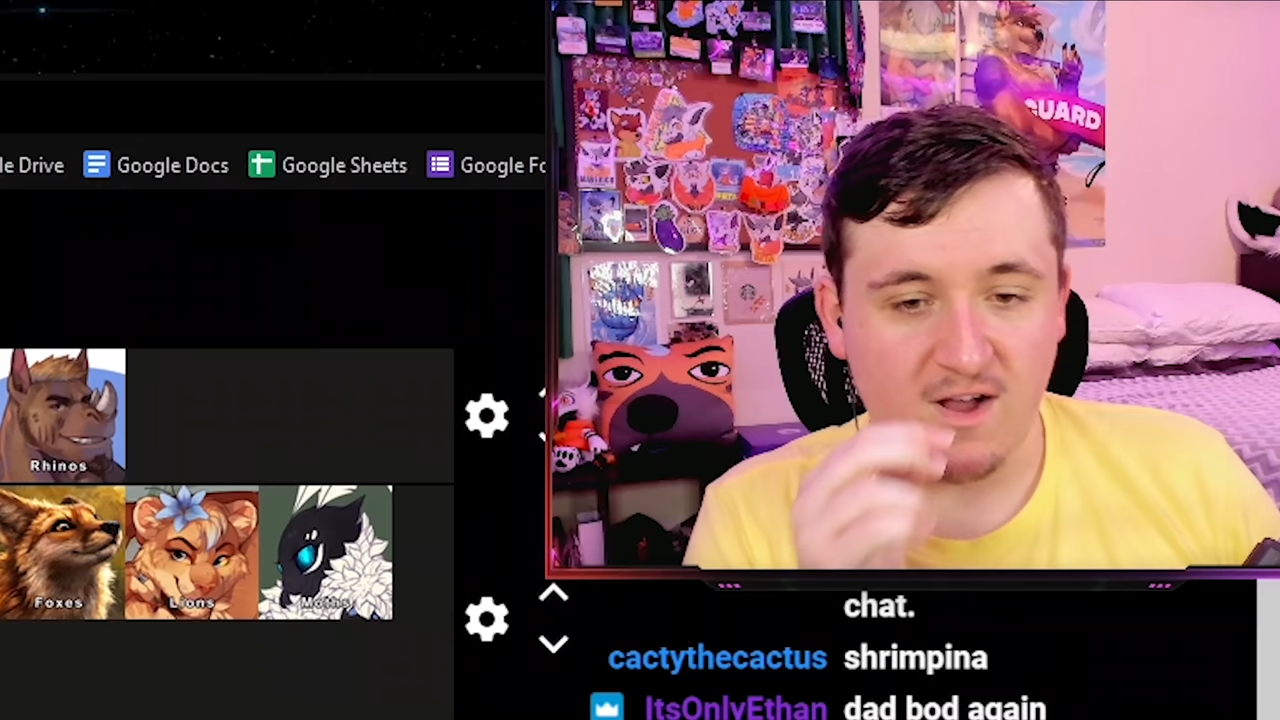 GUARD
le Drive Google Docs Google Sheets Google Fo
Rhinos
Foxes Lions Moths
chat.
cactythecactus shrimpina
ItsOnlyEthan dad bod again